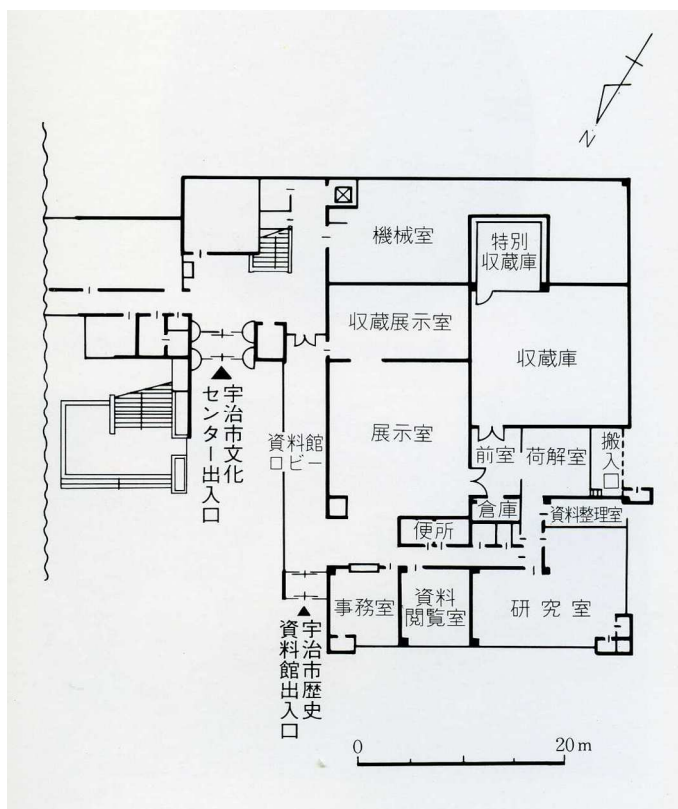 N
機械室
特別
収蔵庫
収蔵展示室
収蔵庫
宇治市文化
センター出入口
資料館
ロビー
展示室
前室
荷解室
搬入口
倉庫
資料整理室
便所
事務室
資料
閲覧室
研究室
宇治市歴史
資料館出入口
0
20m